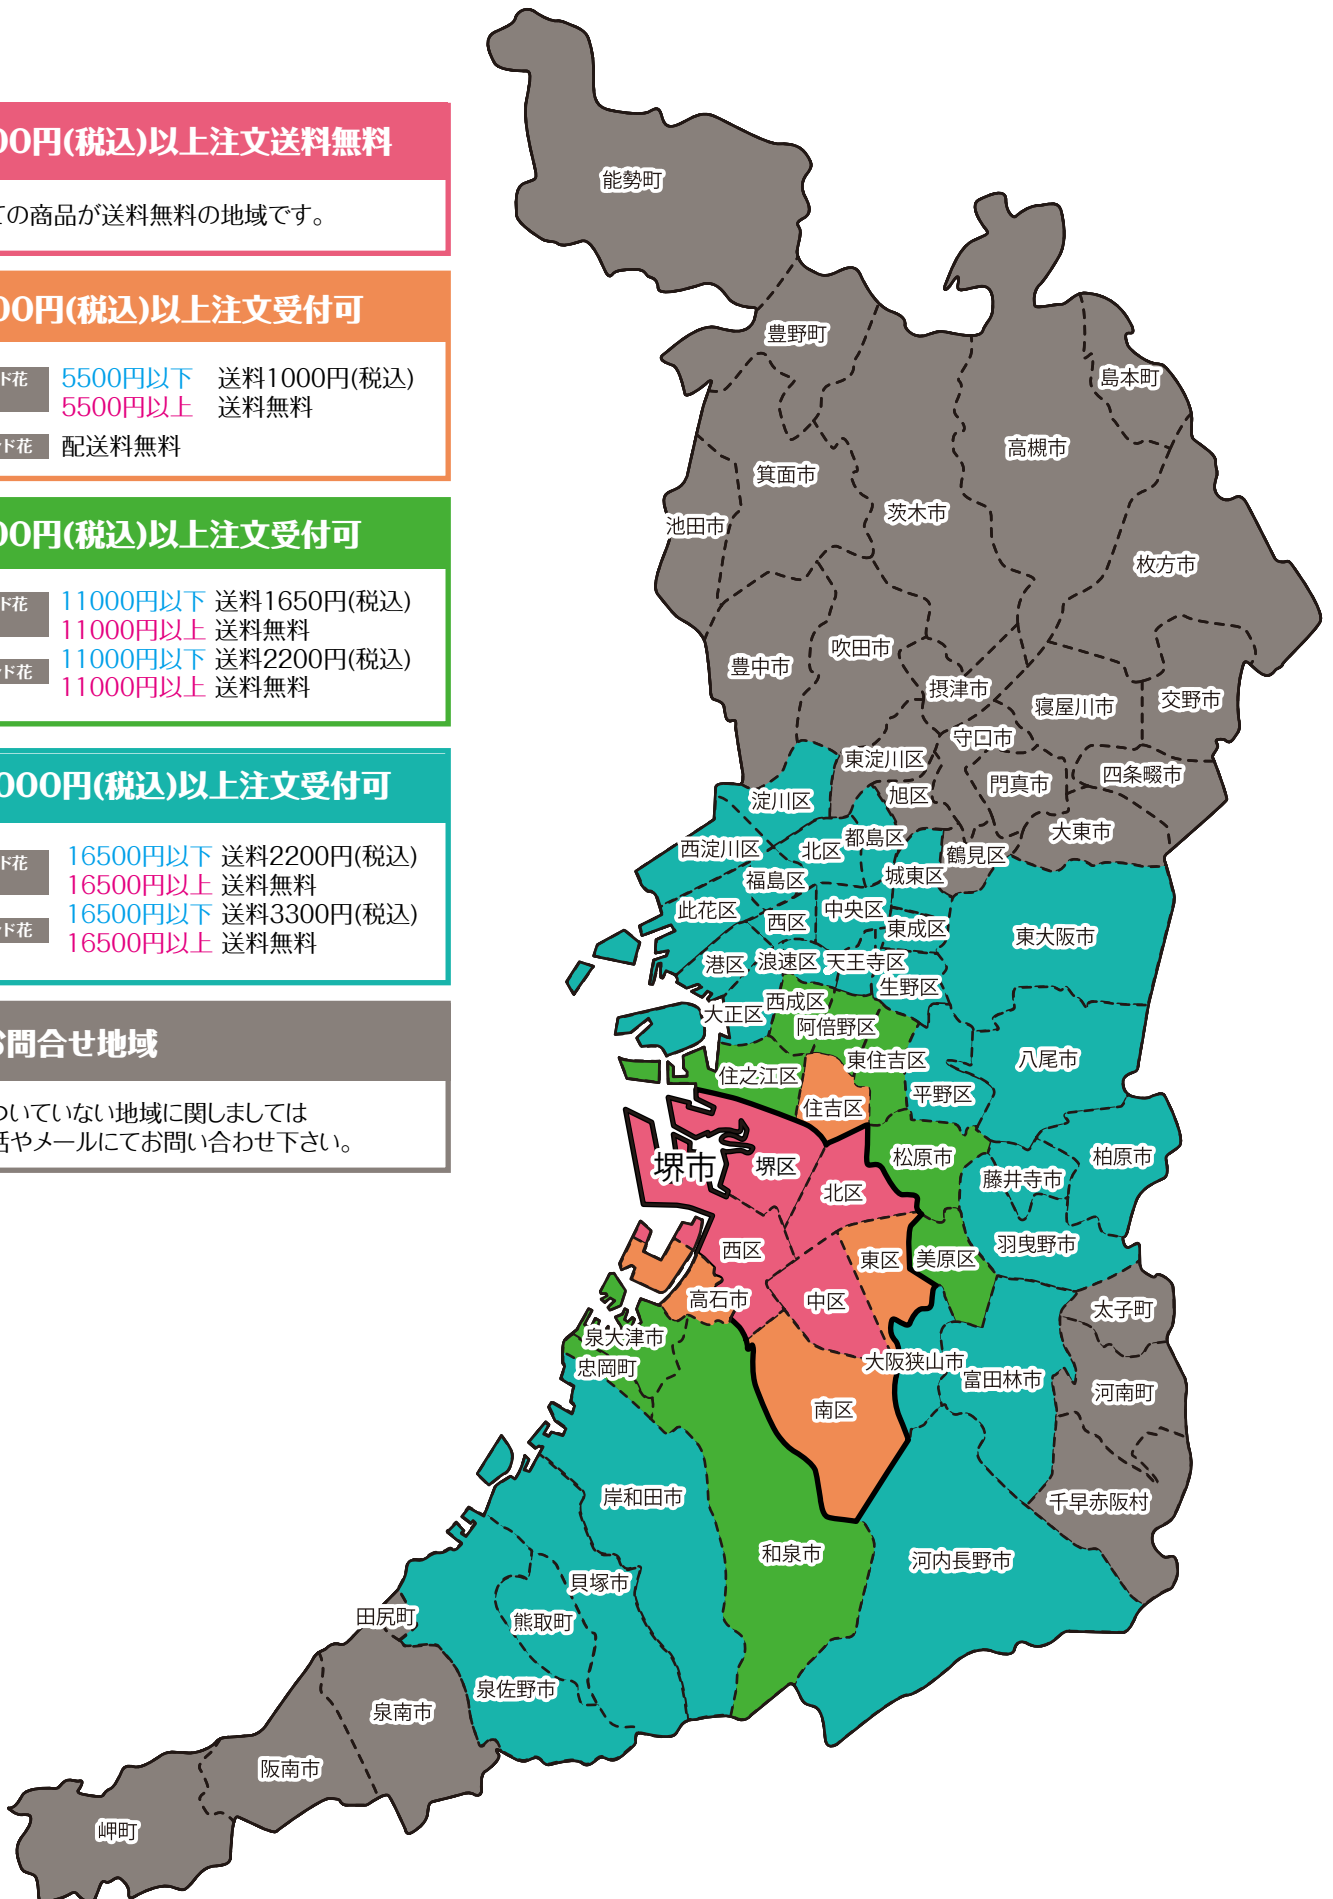 00円(税込)以上注文送料無料
ての商品が送料無料の地域です。
00円(税込)以上注文受付可
ド花 5500円以下 送料1000円(税込)
5500円以上 送料無料
ド花 配送料無料
00円(税込)以上注文受付可
ド花 11000円以下 送料1650円(税込)
11000円以上 送料無料
ド花 11000円以下 送料2200円(税込)
11000円以上 送料無料
000円(税込)以上注文受付可
ド花 16500円以下 送料2200円(税込)
16500円以上 送料無料
ド花 16500円以下 送料3300円(税込)
16500円以上 送料無料
お問合せ地域
ついていない地域に関しましては
話やメールにてお問い合わせ下さい。
能勢町
豊野町
島本町
高槻市
箕面市
茨木市
池田市
枚方市
吹田市
豊中市
摂津市
寝屋川市
交野市
守口市
東淀川区
四条畷市
門真市
旭区
淀川区
大東市
都島区
西淀川区
北区
鶴見区
城東区
福島区
此花区
中央区
西区
東成区
東大阪市
港区
浪速区
天王寺区
生野区
西成区
大正区
阿倍野区
東住吉区
八尾市
住之江区
平野区
住吉区
松原市
柏原市
堺市
堺区
藤井寺市
北区
羽曳野市
西区
東区
美原区
高石市
中区
太子町
泉大津市
大阪狭山市
忠岡町
富田林市
河南町
南区
岸和田市
千早赤阪村
和泉市
河内長野市
貝塚市
田尻町
熊取町
泉佐野市
泉南市
阪南市
岬町